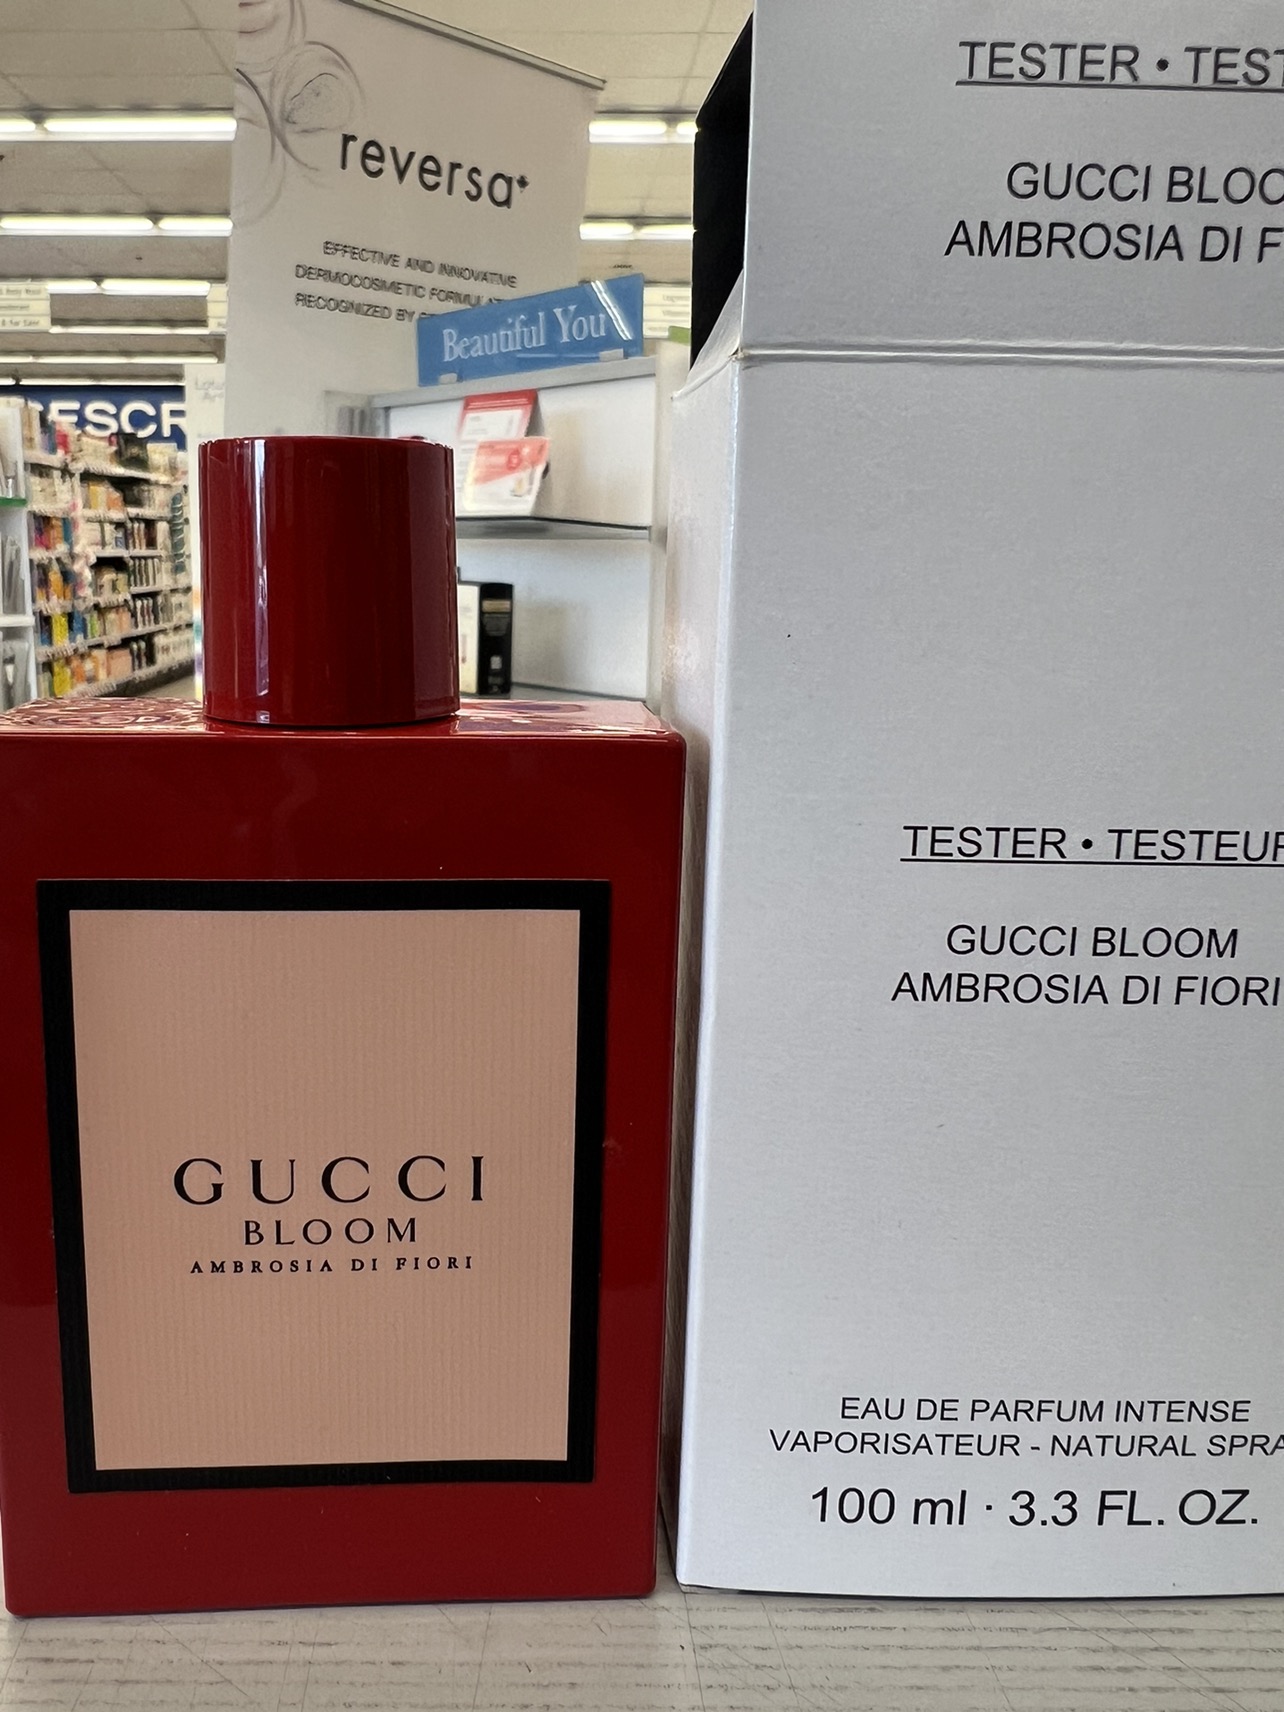 reversa
EFFECTIVE AND INNOVATIVE
DERMOCOSMETIC
RECOGNIZED BY
Beautiful You
ESCR
GUCCI
BLOOM
AMBROSIA DI FIORI
TESTER • TEST
GUCCI BLOO
AMBROSIA DI F
TESTER • TESTEUR
GUCCI BLOOM
AMBROSIA DI FIORI
EAU DE PARFUM INTENSE
VAPORISATEUR - NATURAL SPRA
100 ml · 3.3 FL. OZ.